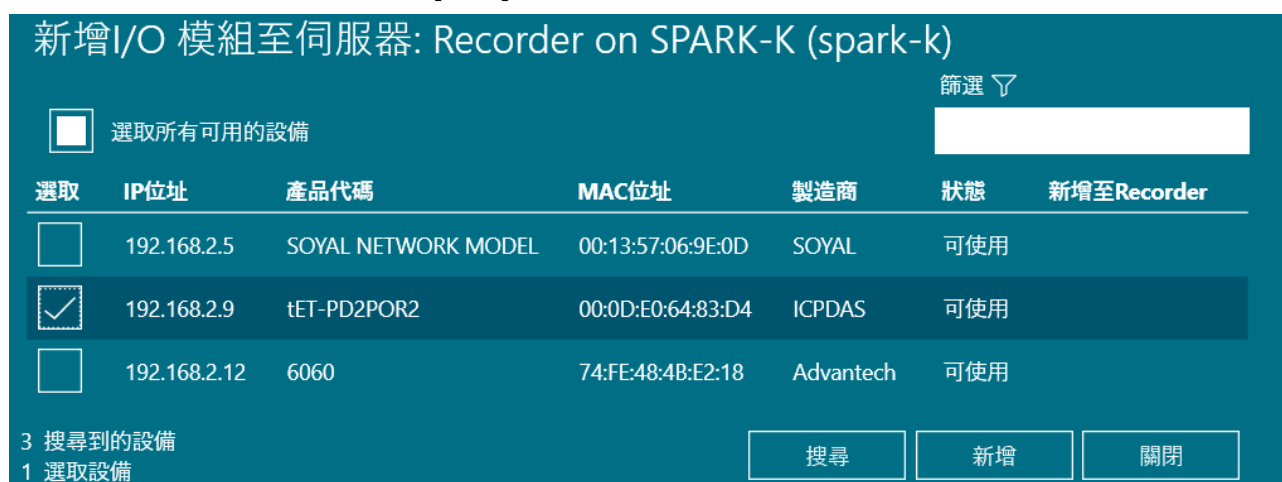 新增I/O 模組至伺服器: Recorder on SPARK-K (spark-k)
篩選
選取所有可用的設備
選取 IP位址 產品代碼 MAC位址 製造商 狀態 新增至Recorder
192.168.2.5 SOYAL NETWORK MODEL 00:13:57:06:9E:0D SOYAL 可使用
192.168.2.9 tET-PD2POR2 00:0D:E0:64:83:D4 ICPDAS 可使用
192.168.2.12 6060 74:FE:48:4B:E2:18 Advantech 可使用
3 搜尋到的設備
1 選取設備
搜尋 新增 關閉